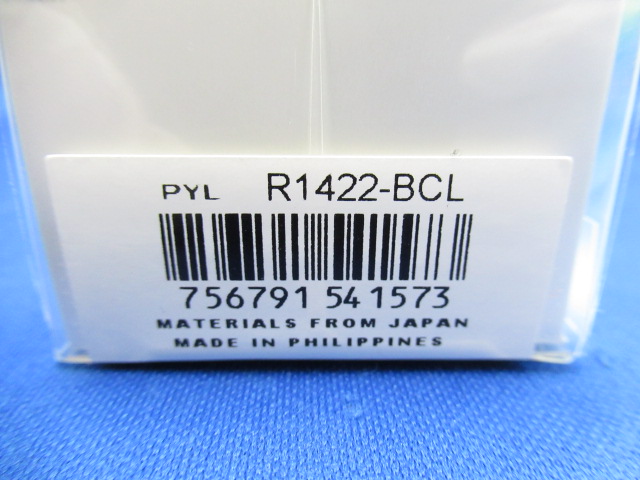 PYL R1422-BCL
756791 541573
MATERIALS FROM JAPAN
MADE IN PHILIPPINES